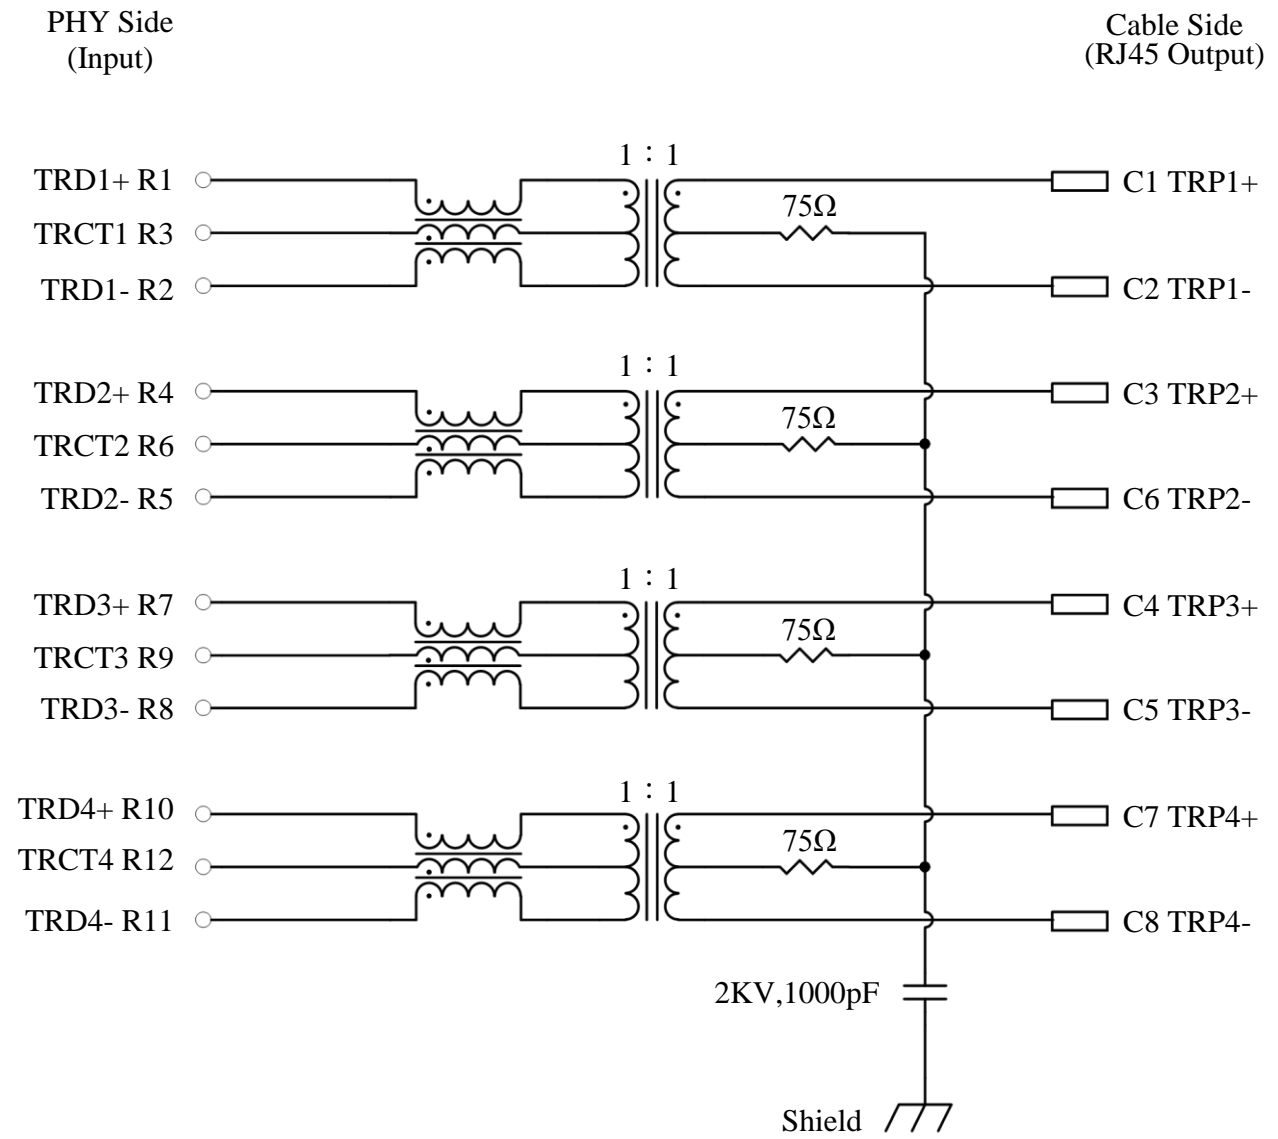 PHY Side
(Input)
Cable Side
(RJ45 Output)
1 : 1
TRD1+ R1
C1 TRP1+
75Ω
TRCT1 R3
TRD1- R2
C2 TRP1-
1 : 1
TRD2+ R4
C3 TRP2+
75Ω
TRCT2 R6
TRD2- R5
C6 TRP2-
1 : 1
TRD3+ R7
C4 TRP3+
75Ω
TRCT3 R9
TRD3- R8
C5 TRP3-
1 : 1
TRD4+ R10
C7 TRP4+
75Ω
TRCT4 R12
TRD4- R11
C8 TRP4-
2KV,1000pF
Shield